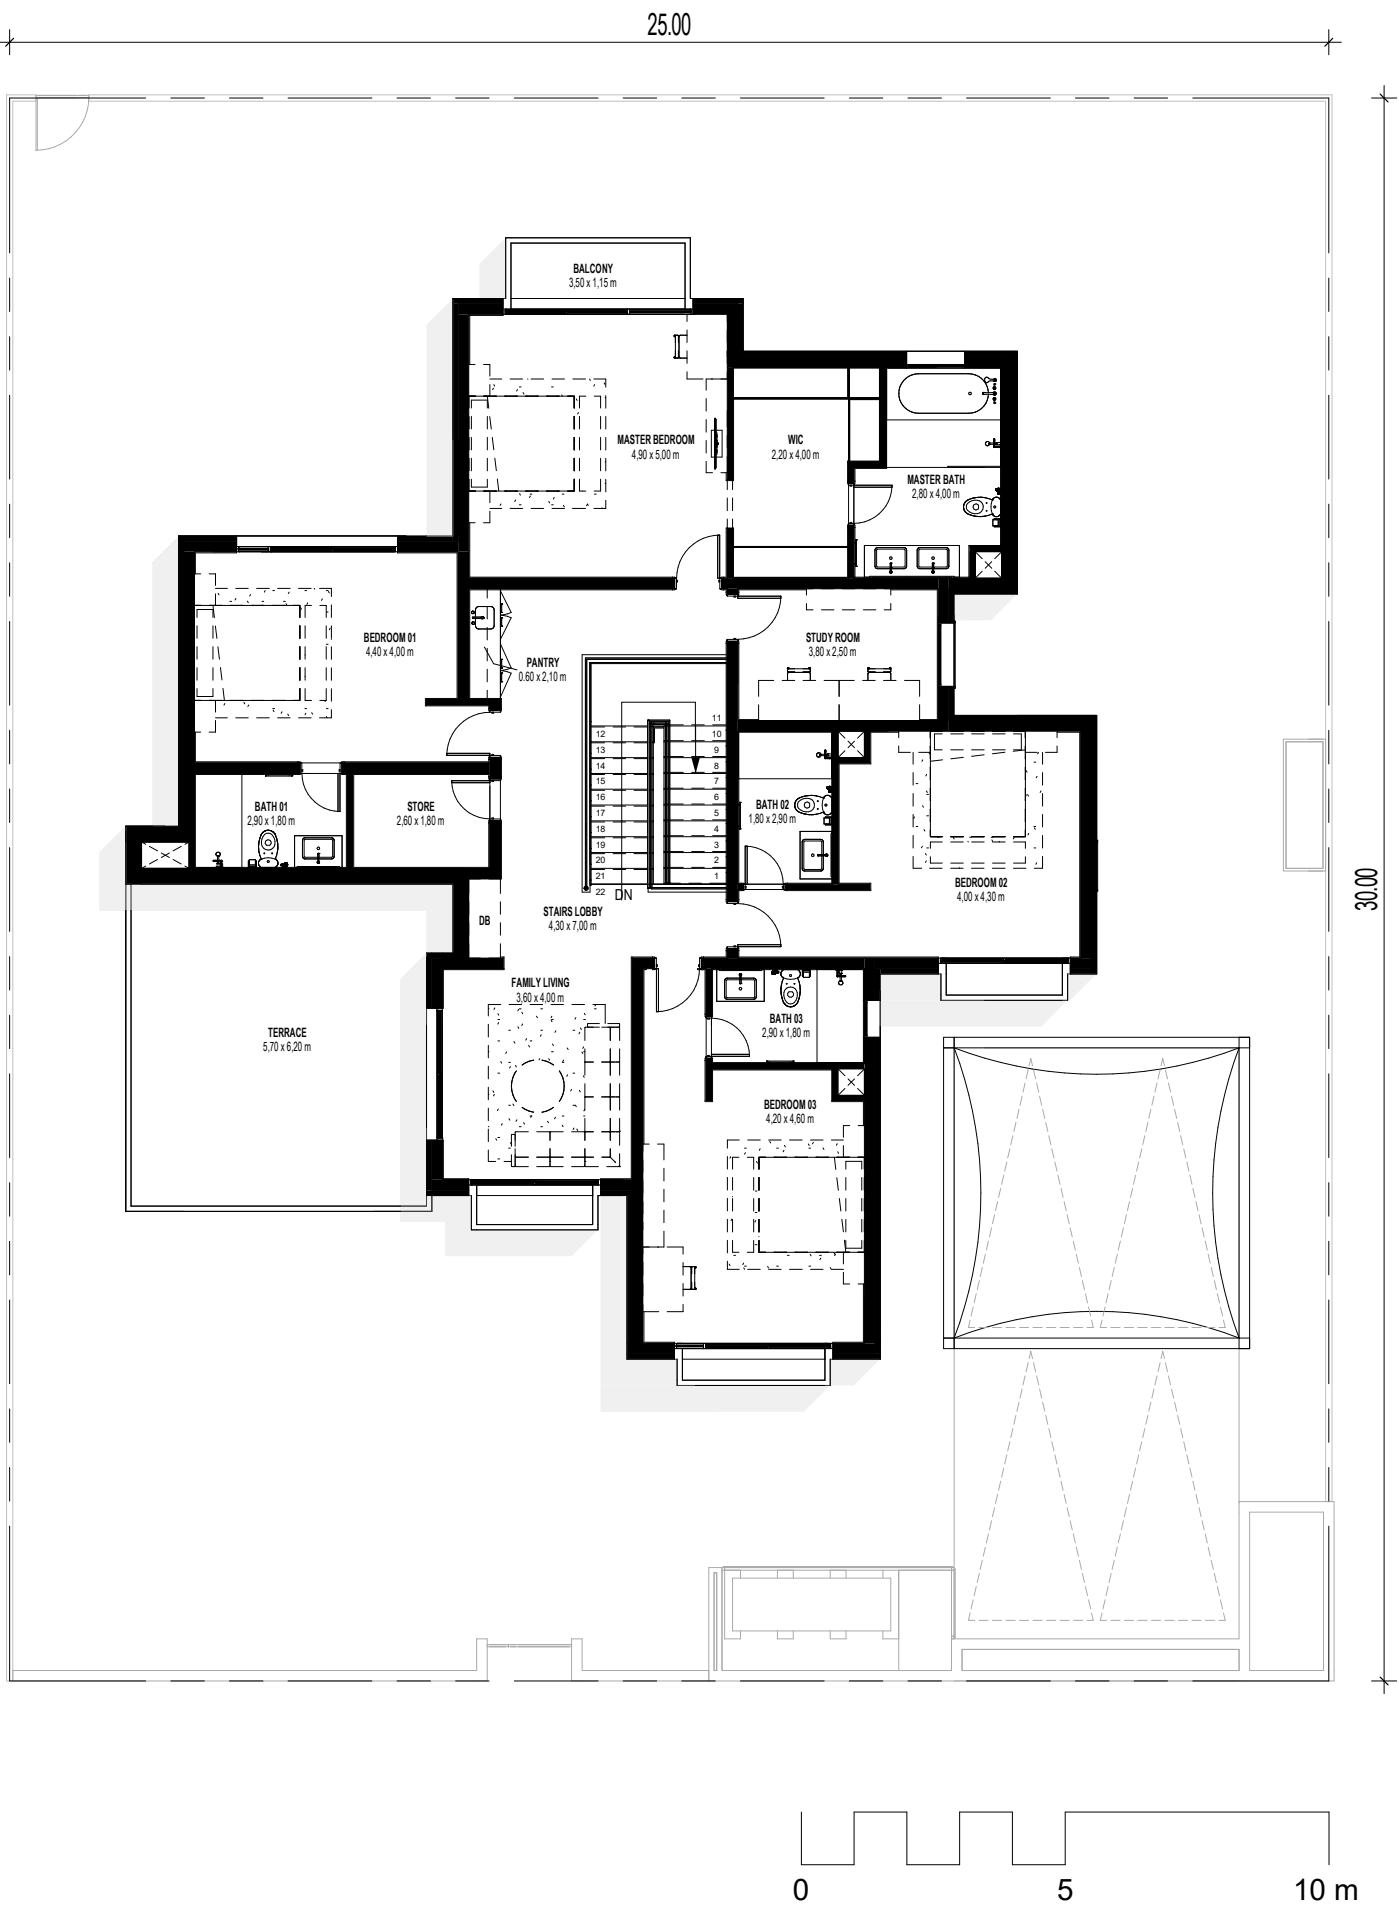 25.00
BALCONY
3,50 x 1,15 m
MASTER BEDROOM
4,90 x 5,00 m
WIC
2,20 x 4,00 m
MASTER BATH
2,80 x 4,00 m
BEDROOM 01
4,40 x 4,00 m
PANTRY
0.60 x 2,10 m
STUDY ROOM
3,80 x 2,50 m
11
12
10
13
9
14
8
15
7
16
6
17
5
18
4
19
3
20
2
21
1
22
DN
BATH 01
2,90 x 1,80 m
STORE
2,60 x 1,80 m
BATH 02
1,80 x 2,90 m
BEDROOM 02
4,00 x 4,30 m
30.00
DB
STAIRS LOBBY
4,30 x 7,00 m
FAMILY LIVING
3,60 x 4,00 m
BATH 03
2,90 x 1,80 m
TERRACE
5,70 x 6,20 m
BEDROOM 03
4,20 x 4,60 m
0
5
10 m